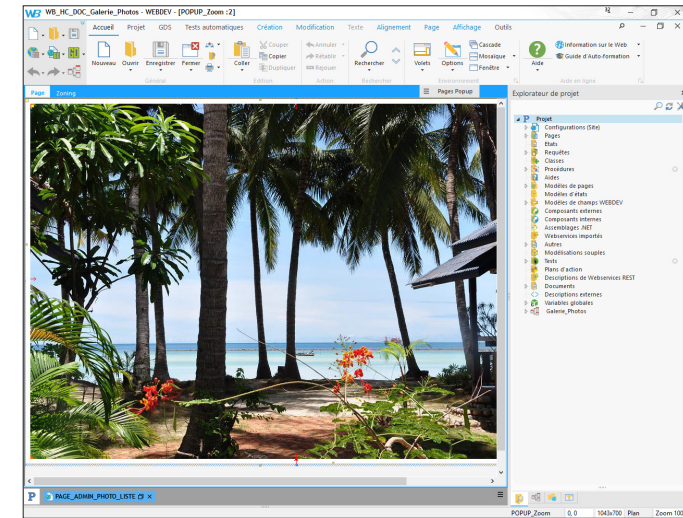 WB WB_HC_DOC_Galerie_Photos - WEBDEV - [POPUP_Zoom :2]
Accueil Projet GDS Tests automatiques Création Modification Texte Alignement Page Affichage Outils
Nouveau Ouvrir Enregistrer Fermer
Coller Couper Copier Dupliquer
Annuler Rétablir Rejouer
Rechercher
Volets Options Cascade Mosaïque Fenêtre
Aide Information sur le Web Guide d'Auto-formation
Général Edition Action Rechercher Environnement Aide en ligne
Page Zoning
Pages Popup
Explorateur de projet
Projet
Configurations (Site)
Pages
Etats
Requêtes
Classes
Procédures
Aides
Modèles de pages
Modèles d'états
Modèles de champs WEBDEV
Composants externes
Composants internes
Assemblages .NET
Webservices importés
Autres
Modélisations souples
Tests
Plans d'action
Descriptions de Webservices REST
Documents
Descriptions externes
Variables globales
Galerie_Photos
PAGE_ADMIN_PHOTO_LISTE
POPUP_Zoom 0, 0 1043x700 Plan Zoom 100